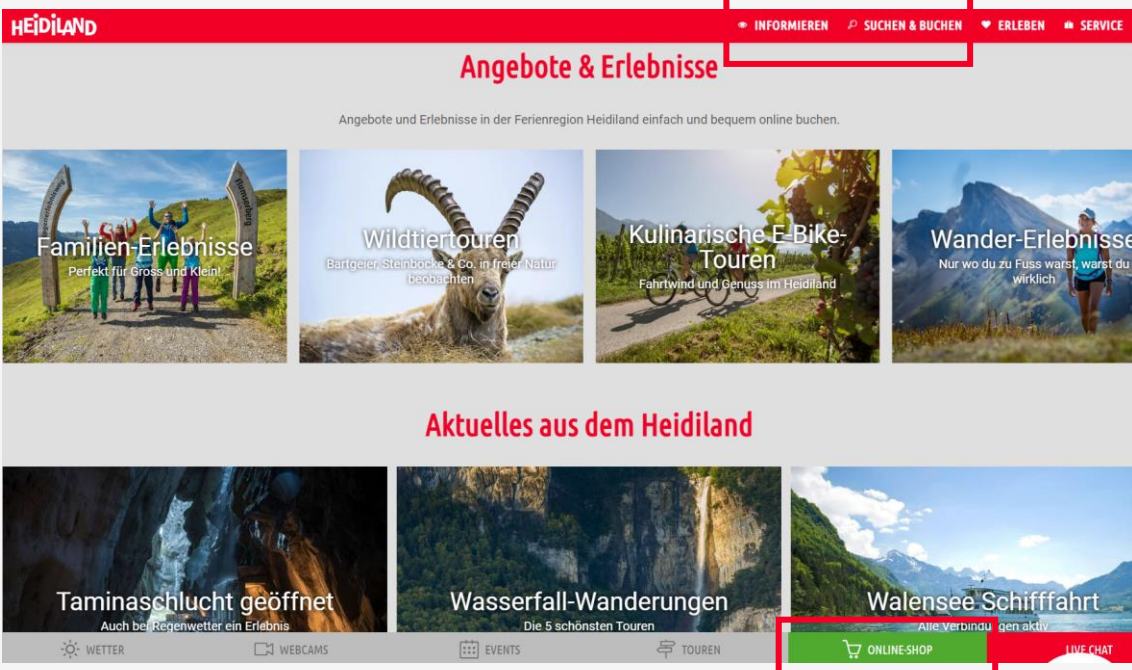 HEIDILAND
INFORMIEREN SUCHEN & BUCHEN ERLEBEN SERVICE
Angebote & Erlebnisse
Angebote und Erlebnisse in der Ferienregion Heidiland einfach und bequem online buchen.
Familien-Erlebnisse
Perfekt für Gross und Klein!
Flumserberg
Wildtiertouren
Bartgeier, Steinböcke & Co. in freier Natur
beobachten
Kulinarische E-Bike-
Touren
Fahrtwind und Genuss im Heidiland
Wander-Erlebnisse
Nur wo du zu Fuss warst, warst du
wirklich
Aktuelles aus dem Heidiland
Taminaschlucht geöffnet
Auch bei Regenwetter ein Erlebnis
Wasserfall-Wanderungen
Die 5 schönsten Touren
Walensee Schifffahrt
Alle Verbindungen aktiv
WETTER WEBCAMS EVENTS TOUREN ONLINE-SHOP LIVE CHAT